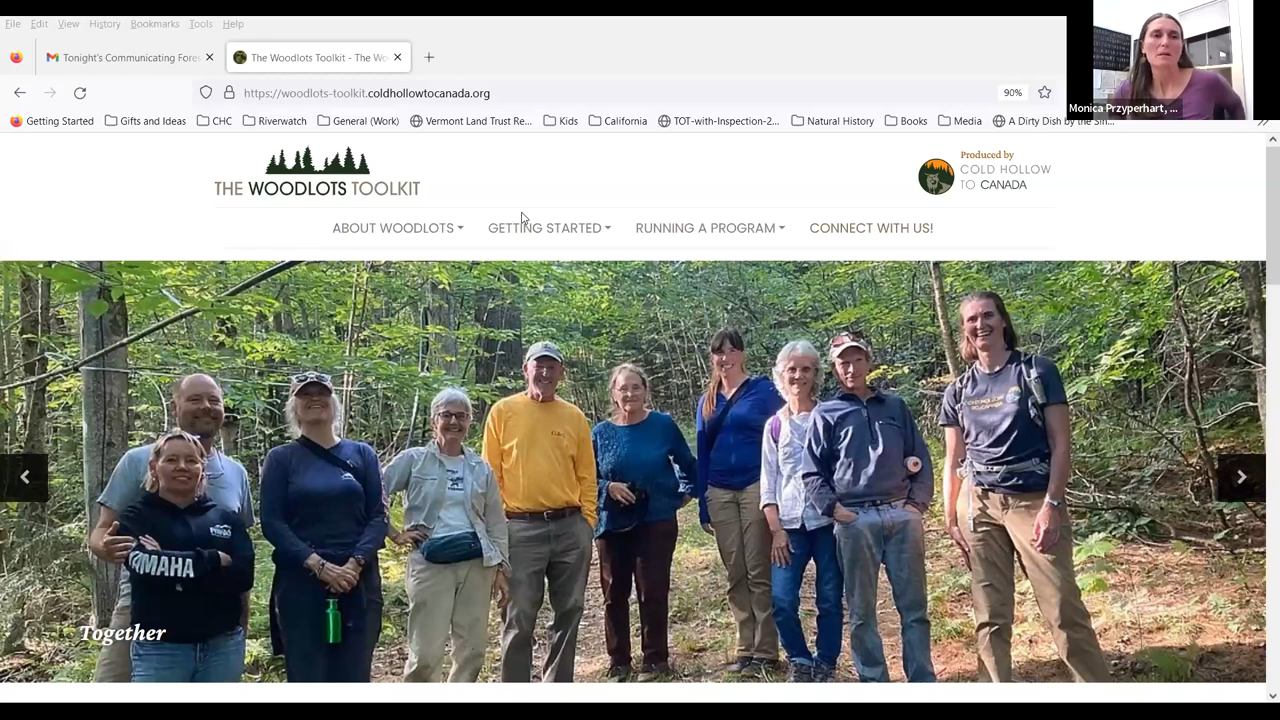 File Edit View History Bookmarks Tools Help
Tonight's Communicating Fores
The Woodlots Toolkit - The Wo
https://woodlots-toolkit.coldhollowtocanada.org
90%
Getting Started
Gifts and Ideas
CHC
Riverwatch
General (Work)
Vermont Land Trust Re...
Kids
California
TOT-with-Inspection-2...
Natural History
Books
Media
A Dirty Dish by the Sin...
Monica Przyperhart, ...
THE WOODLOTS TOOLKIT
Produced by
COLD HOLLOW
TO CANADA
ABOUT WOODLOTS
GETTING STARTED
RUNNING A PROGRAM
CONNECT WITH US!
YAMAHA
Together